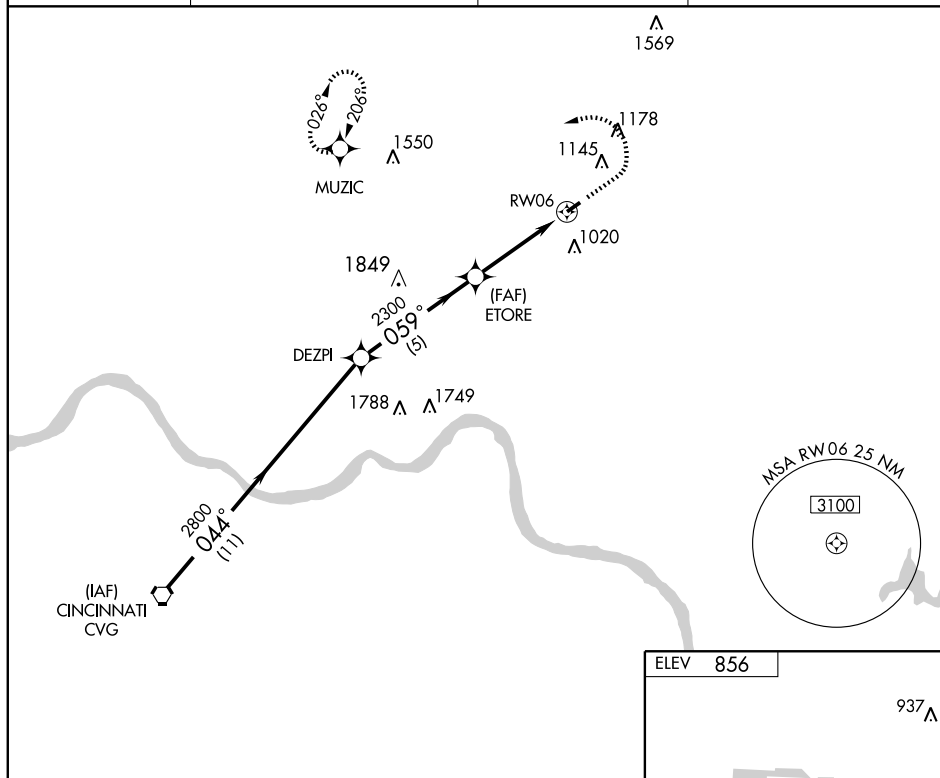 1569
026°
206°
1178
1550
1145
MUZIC
RW06
1020
1849
(FAF)
ETORE
2300
059°
(5)
DEZPI
1788
1749
MSA RW06 25 NM
3100
2800
044°
(11)
(IAF)
CINCINNATI
CVG
ELEV 856
937